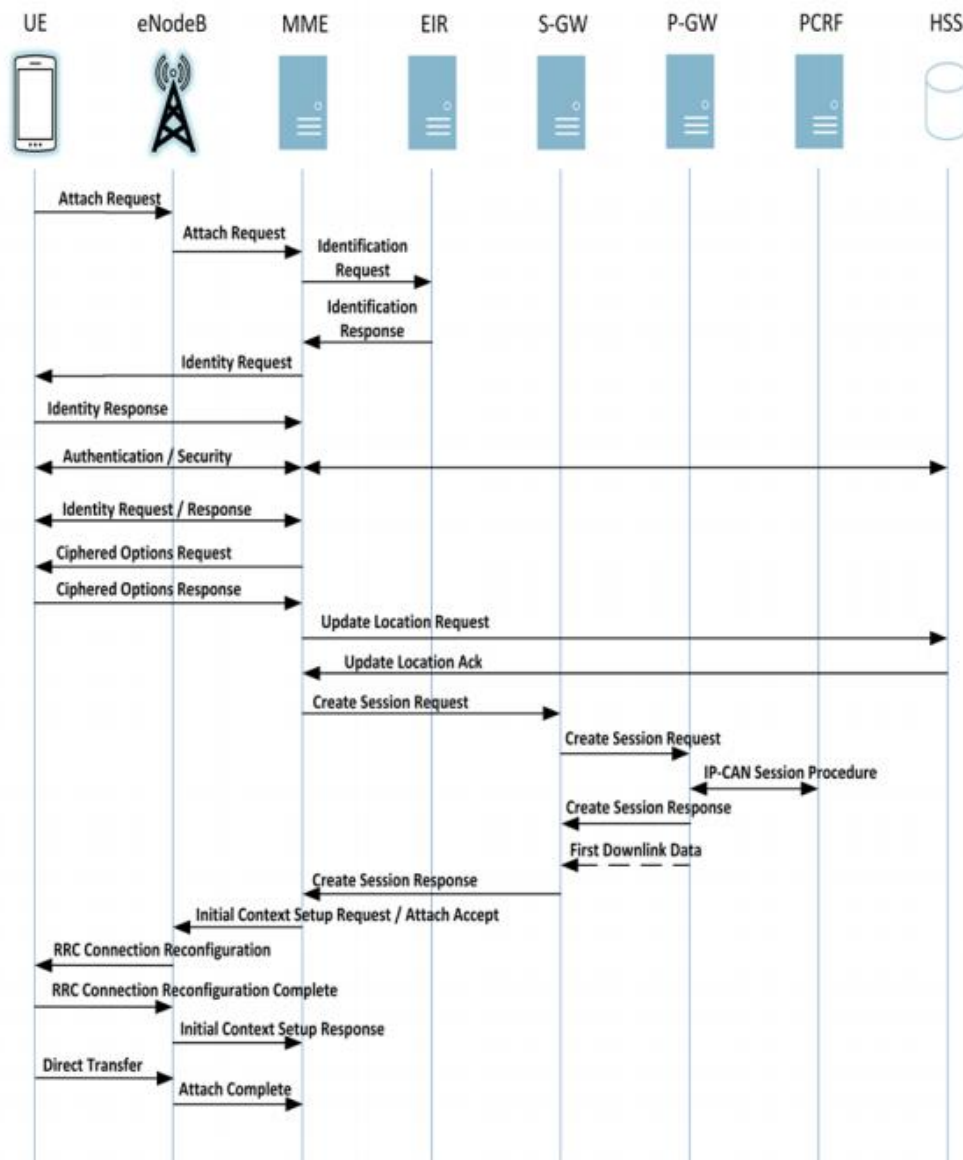 UE eNodeB MME EIR S-GW P-GW PCRF HSS
Attach Request
Attach Request
Identification
Request
Identification
Response
Identity Request
Identity Response
Authentication / Security
Identity Request / Response
Ciphered Options Request
Ciphered Options Response
Update Location Request
Update Location Ack
Create Session Request
Create Session Request
IP-CAN Session Procedure
Create Session Response
First Downlink Data
Create Session Response
Initial Context Setup Request / Attach Accept
RRC Connection Reconfiguration
RRC Connection Reconfiguration Complete
Initial Context Setup Response
Direct Transfer
Attach Complete